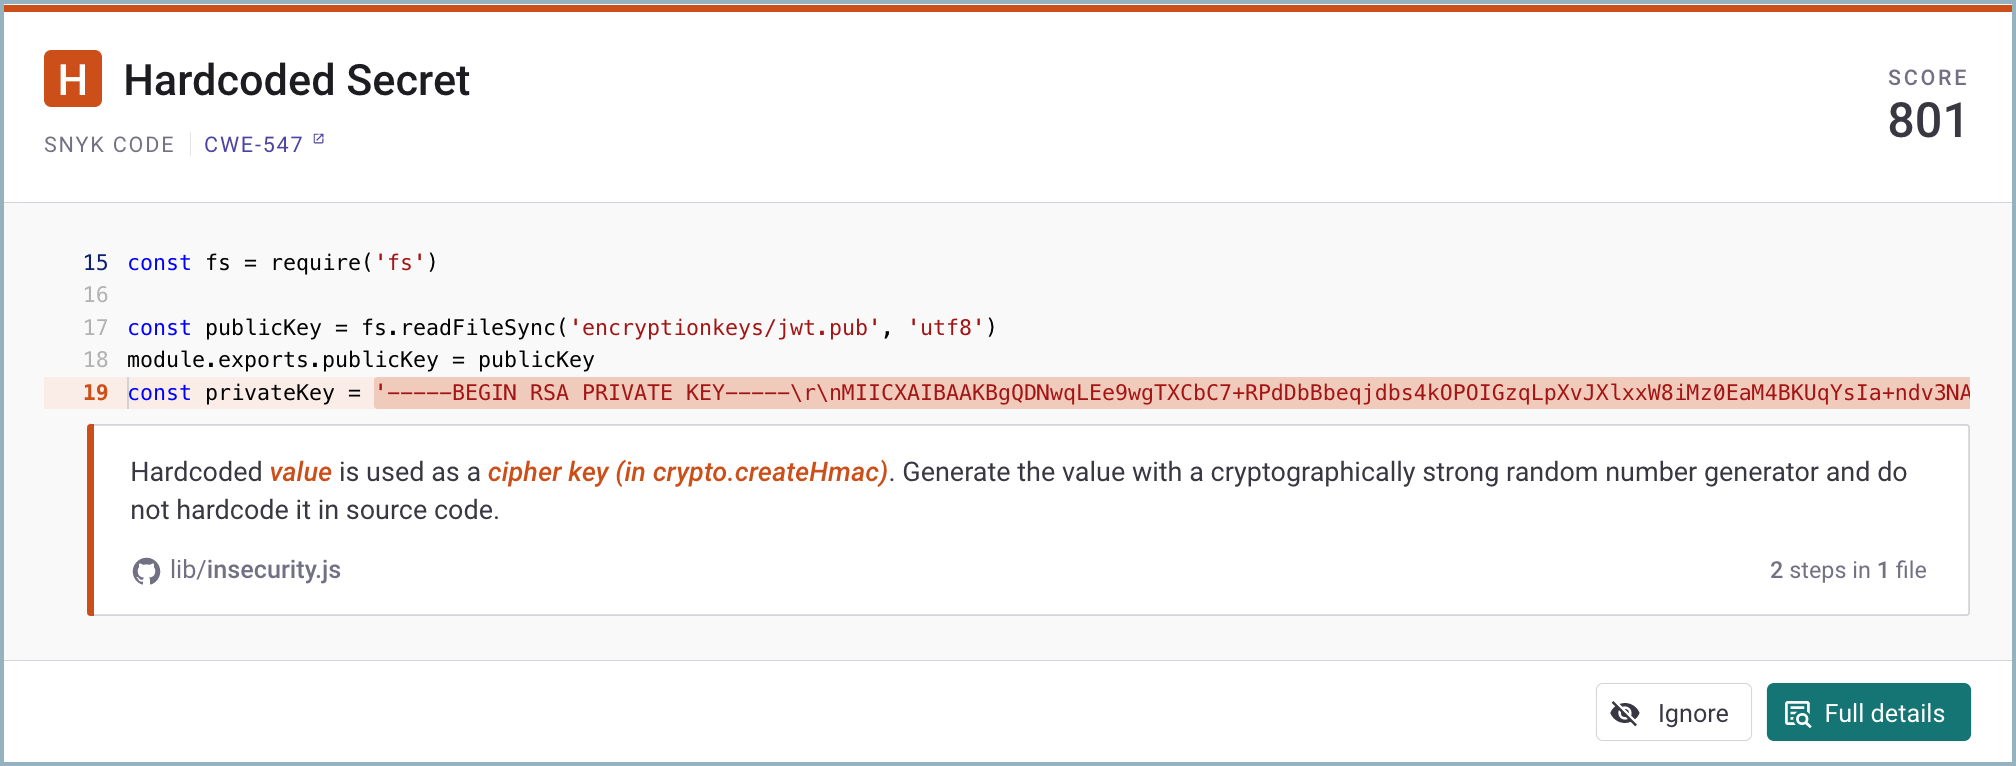 H Hardcoded Secret
SNYK CODE CWE-547
SCORE
801
15 const fs = require('fs')
16
17 const publicKey = fs.readFileSync('encryptionkeys/jwt.pub', 'utf8')
18 module.exports.publicKey = publicKey
19 const privateKey = '-----BEGIN RSA PRIVATE KEY-----\r\nMIICXAIBAAKBgQDNwqLEe9wgTXCbC7+RPdDbBbeqjdbs4kOPOIGzqLpXvJXlxxW8iMz0EaM4BKUqYsIa+ndv3NA
Hardcoded value is used as a cipher key (in crypto.createHmac). Generate the value with a cryptographically strong random number generator and do
not hardcode it in source code.
lib/insecurity.js
2 steps in 1 file
Ignore
Full details